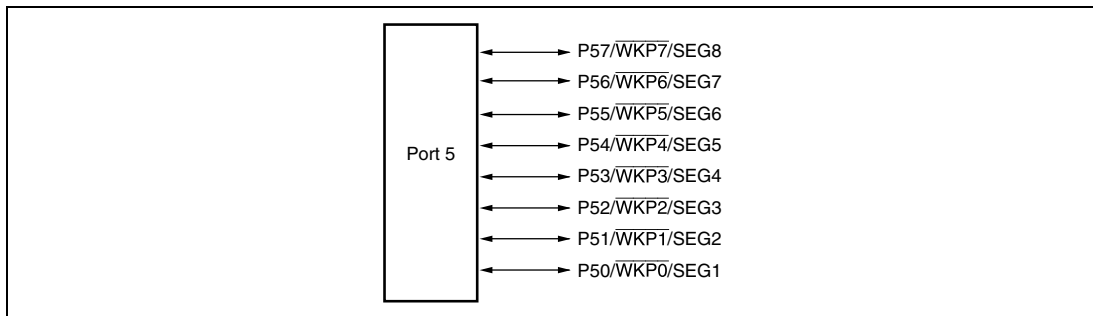 Port 5
P57/WKP7/SEG8
P56/WKP6/SEG7
P55/WKP5/SEG6
P54/WKP4/SEG5
P53/WKP3/SEG4
P52/WKP2/SEG3
P51/WKP1/SEG2
P50/WKP0/SEG1